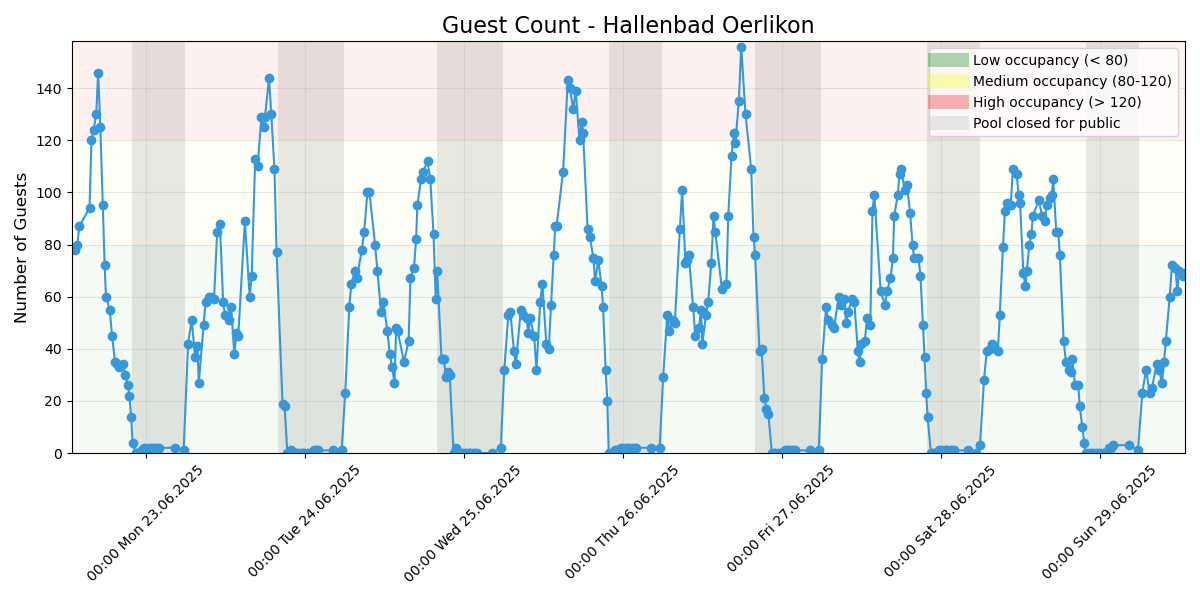 Guest Count - Hallenbad Oerlikon
Number of Guests
140
120
100
80
60
40
20
0
Low occupancy (< 80)
Medium occupancy (80-120)
High occupancy (> 120)
Pool closed for public
00:00 Mon 23.06.2025
00:00 Tue 24.06.2025
00:00 Wed 25.06.2025
00:00 Thu 26.06.2025
00:00 Fri 27.06.2025
00:00 Sat 28.06.2025
00:00 Sun 29.06.2025